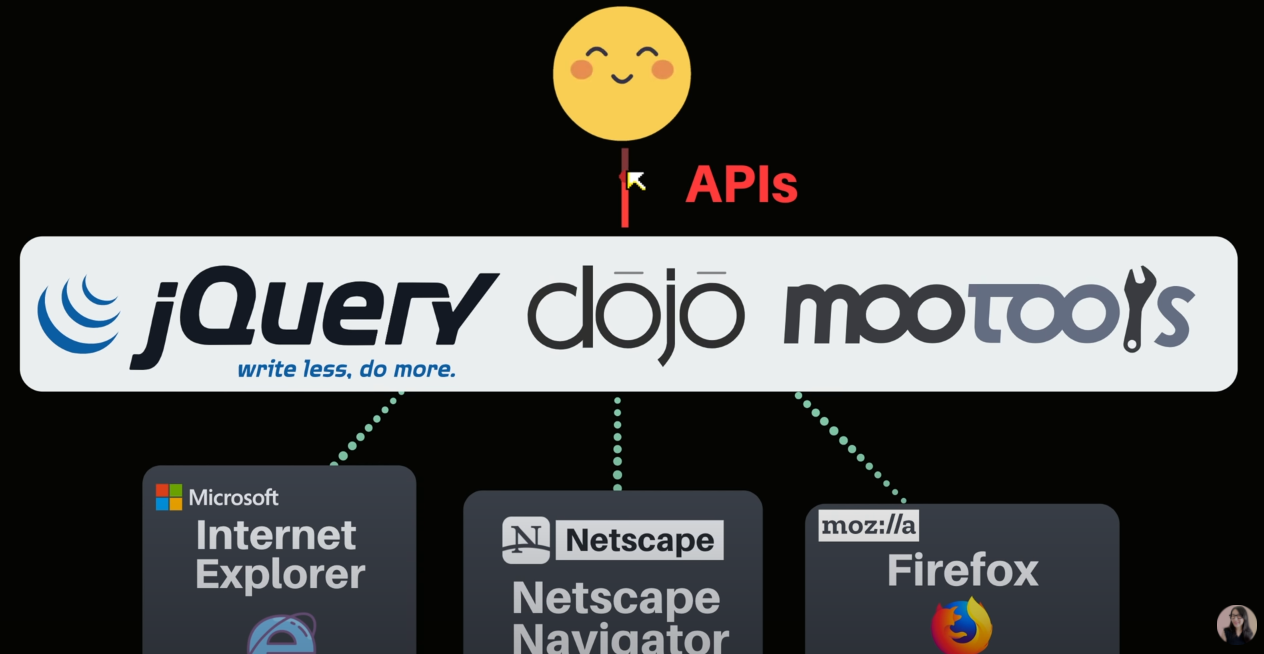 APIs
jQuery
write less, do more.
dōjō
mootools
Microsoft
Internet
Explorer
N Netscape
Netscape
Navigator
moz://a
Firefox